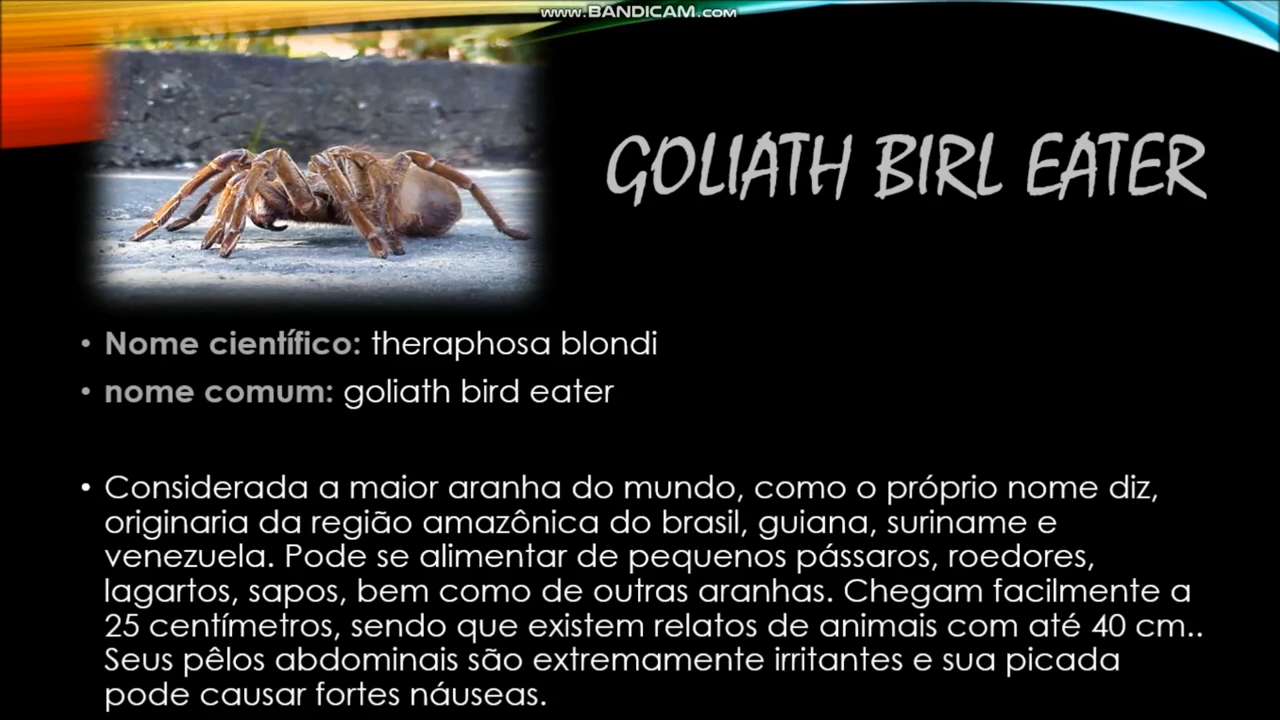 www.BANDICAM.com
GOLIATH BIRL EATER
• Nome científico: theraphosa blondi
• nome comum: goliath bird eater
• Considerada a maior aranha do mundo, como o próprio nome diz,
originaria da região amazônica do brasil, guiana, suriname e
venezuela. Pode se alimentar de pequenos pássaros, roedores,
lagartos, sapos, bem como de outras aranhas. Chegam facilmente a
25 centímetros, sendo que existem relatos de animais com até 40 cm..
Seus pêlos abdominais são extremamente irritantes e sua picada
pode causar fortes náuseas.